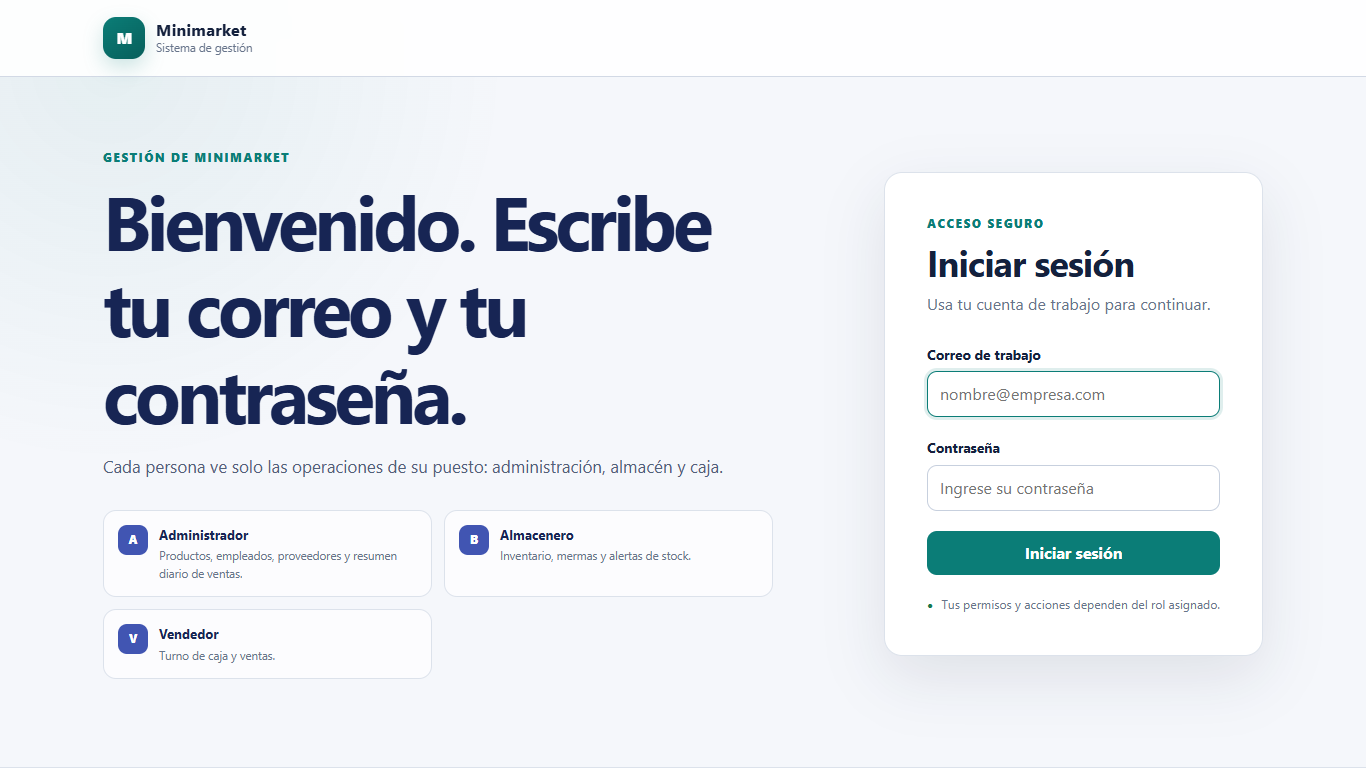 M
Minimarket
Sistema de gestión
GESTIÓN DE MINIMARKET
Bienvenido. Escribe
tu correo y tu
contraseña.
Cada persona ve solo las operaciones de su puesto: administración, almacén y caja.
A
Administrador
Productos, empleados, proveedores y resumen
diario de ventas.
B
Almacenero
Inventario, mermas y alertas de stock.
V
Vendedor
Turno de caja y ventas.
ACCESO SEGURO
Iniciar sesión
Usa tu cuenta de trabajo para continuar.
Correo de trabajo
nombre@empresa.com
Contraseña
Ingrese su contraseña
Iniciar sesión
• Tus permisos y acciones dependen del rol asignado.